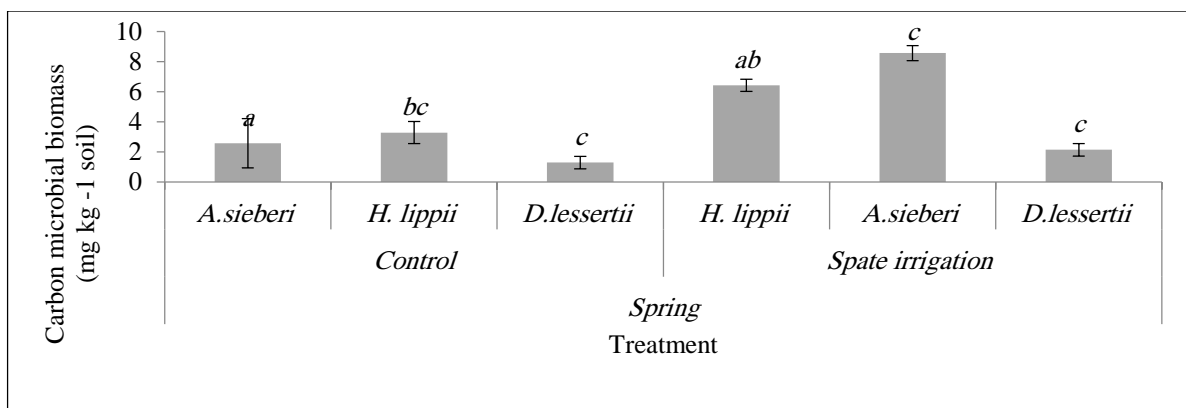 Carbon microbial biomass
(mg kg -1 soil)
10
8
6
4
2
0
a
bc
c
ab
c
c
A.sieberi
H. lippii
D.lessertii
H. lippii
A.sieberi
D.lessertii
Control
Spate irrigation
Spring
Treatment